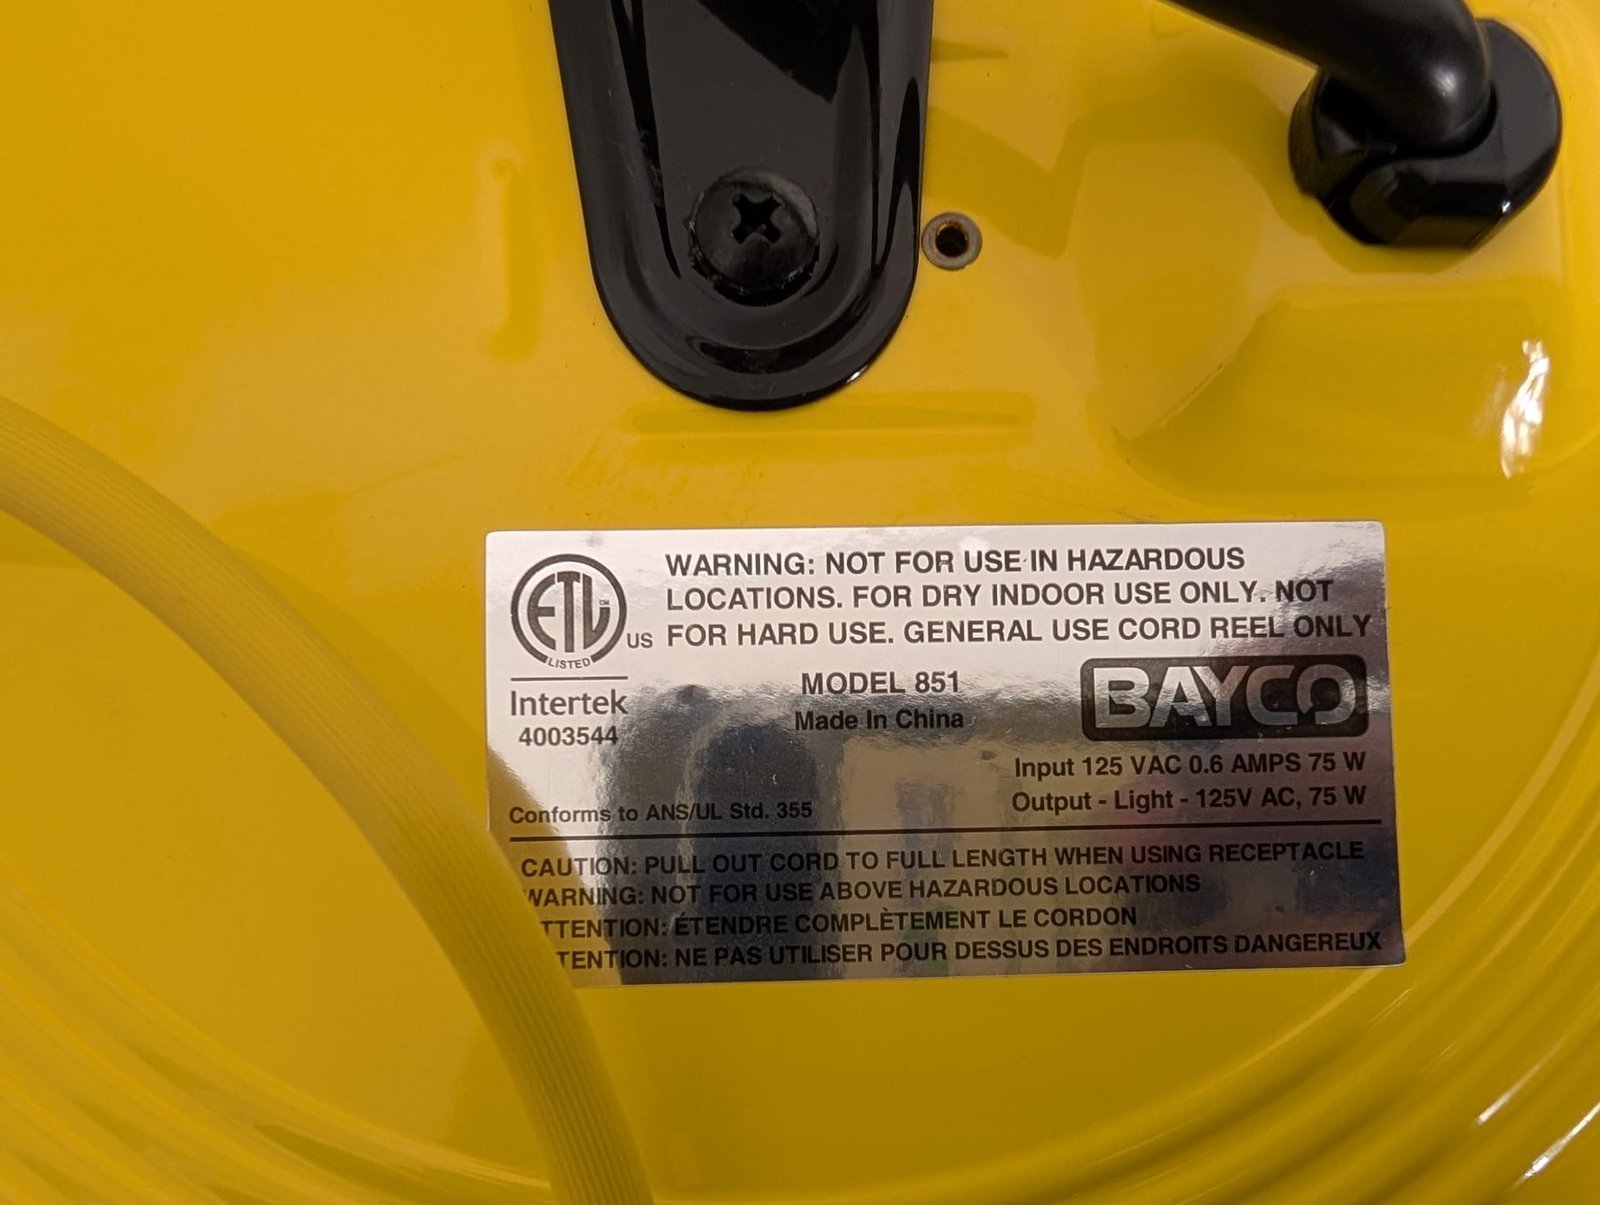 WARNING: NOT FOR USE IN HAZARDOUS
LOCATIONS. FOR DRY INDOOR USE ONLY. NOT
FOR HARD USE. GENERAL USE CORD REEL ONLY
ETL CM
US
LISTED
Intertek
4003544
MODEL 851
Made In China
BAYCO
Input 125 VAC 0.6 AMPS 75 W
Output - Light - 125V AC, 75 W
Conforms to ANS/UL Std. 355
CAUTION: PULL OUT CORD TO FULL LENGTH WHEN USING RECEPTACLE
WARNING: NOT FOR USE ABOVE HAZARDOUS LOCATIONS
TTENTION: ÉTENDRE COMPLÈTEMENT LE CORDON
TENTION: NE PAS UTILISER POUR DESSUS DES ENDROITS DANGEREUX